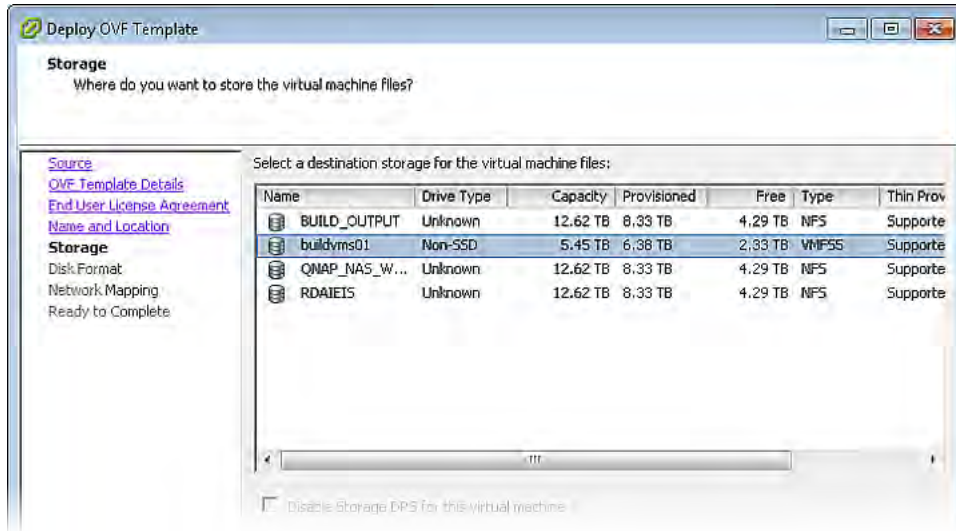 Deploy OVF Template
Storage
Where do you want to store the virtual machine files?
Source
OVF Template Details
End User License Agreement
Name and Location
Storage
Disk Format
Network Mapping
Ready to Complete
Select a destination storage for the virtual machine files:
Name Drive Type Capacity Provisioned Free Type Thin Prov
BUILD_OUTPUT Unknown 12.62 TB 8.33 TB 4.29 TB NFS Supporte
buildvms01 Non-SSD 5.45 TB 6.38 TB 2.33 TB VMFS5 Supporte
QNAP_NAS_W... Unknown 12.62 TB 8.33 TB 4.29 TB NFS Supporte
RDAIEIS Unknown 12.62 TB 8.33 TB 4.29 TB NFS Supporte
Disable Storage DRS for this virtual machine